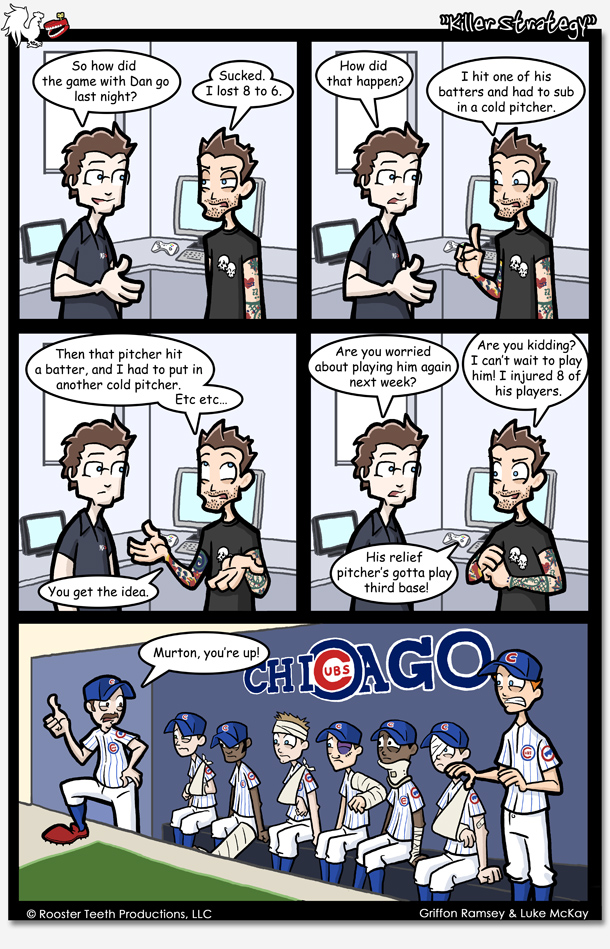 "Killer Strategy"
So how did
the game with Dan go
last night?
Sucked.
I lost 8 to 6.
How did
that happen?
I hit one of his
batters and had to sub
in a cold pitcher.
Then that pitcher hit
a batter, and I had to put in
another cold pitcher.
Etc etc...
You get the idea.
Are you worried
about playing him again
next week?
Are you kidding?
I can't wait to play
him! I injured 8 of
his players.
His relief
pitcher's gotta play
third base!
Murton, you're up!
CHICAGO
UBS
© Rooster Teeth Productions, LLC
Griffon Ramsey & Luke McKay